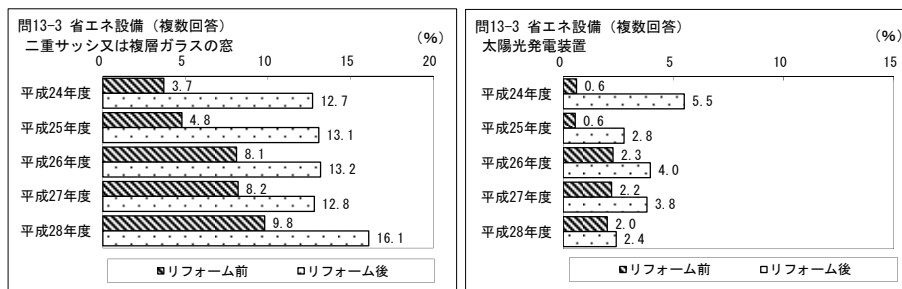 問13-3 省エネ設備（複数回答）
二重サッシ又は複層ガラスの窓
（％）
0 5 10 15 20
平成24年度 3.7
12.7
平成25年度 4.8
13.1
平成26年度 8.1
13.2
平成27年度 8.2
12.8
平成28年度 9.8
16.1
リフォーム前 リフォーム後
問13-3 省エネ設備（複数回答）
太陽光発電装置
（％）
0 5 10 15
平成24年度 0.6
5.5
平成25年度 0.6
2.8
平成26年度 2.3
4.0
平成27年度 2.2
3.8
平成28年度 2.0
2.4
リフォーム前 リフォーム後